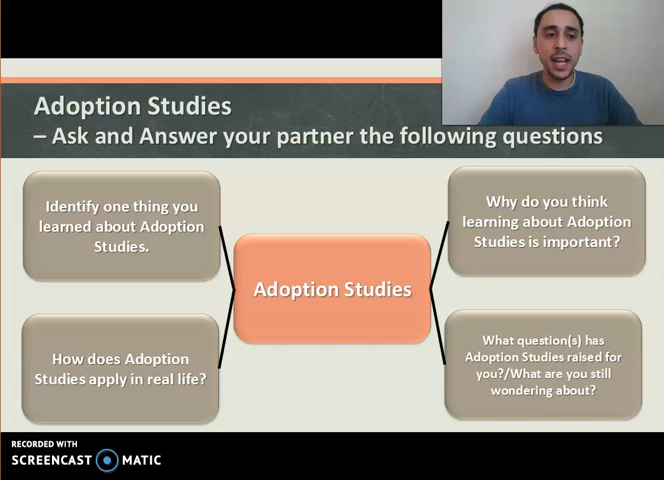 Adoption Studies
– Ask and Answer your partner the following questions
Identify one thing you
learned about Adoption
Studies.
Why do you think
learning about Adoption
Studies is important?
Adoption Studies
How does Adoption
Studies apply in real life?
What question(s) has
Adoption Studies raised for
you?/What are you still
wondering about?
RECORDED WITH
SCREENCAST MATIC